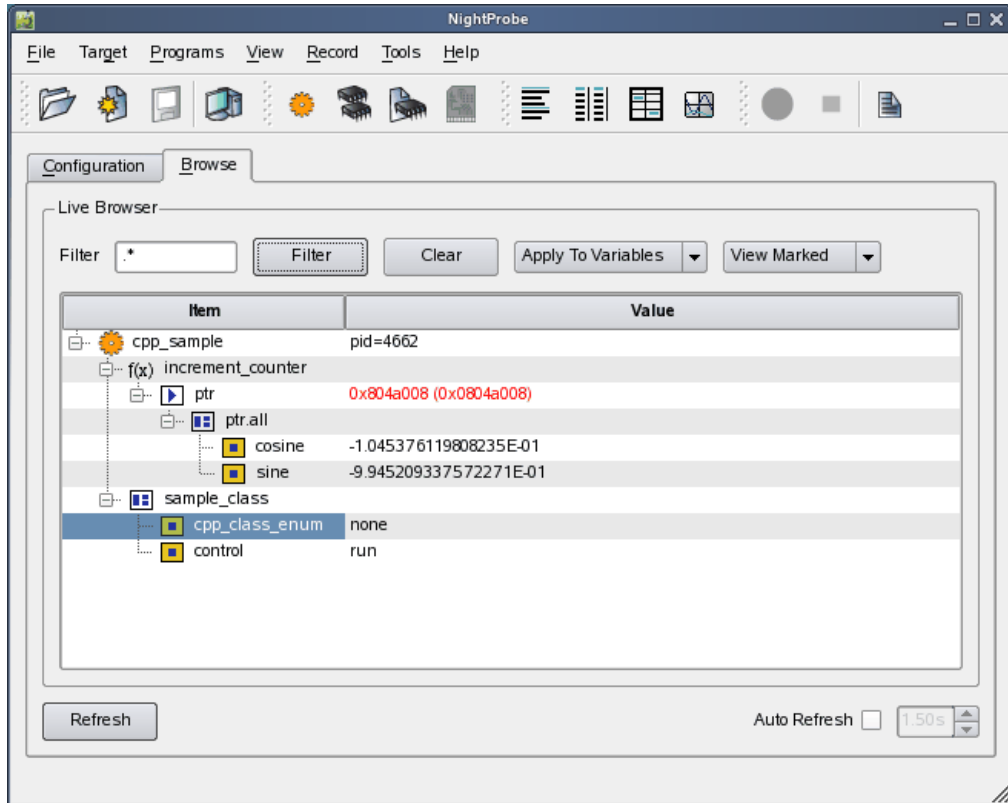 NightProbe
File Target Programs View Record Tools Help
Configuration Browse
Live Browser
Filter .* Filter Clear Apply To Variables View Marked
Item Value
cpp_sample pid=4662
f(x) increment_counter
ptr 0x804a008 (0x0804a008)
ptr.all
cosine -1.045376119808235E-01
sine -9.945209337572271E-01
sample_class
cpp_class_enum none
control run
Refresh Auto Refresh 1.50s